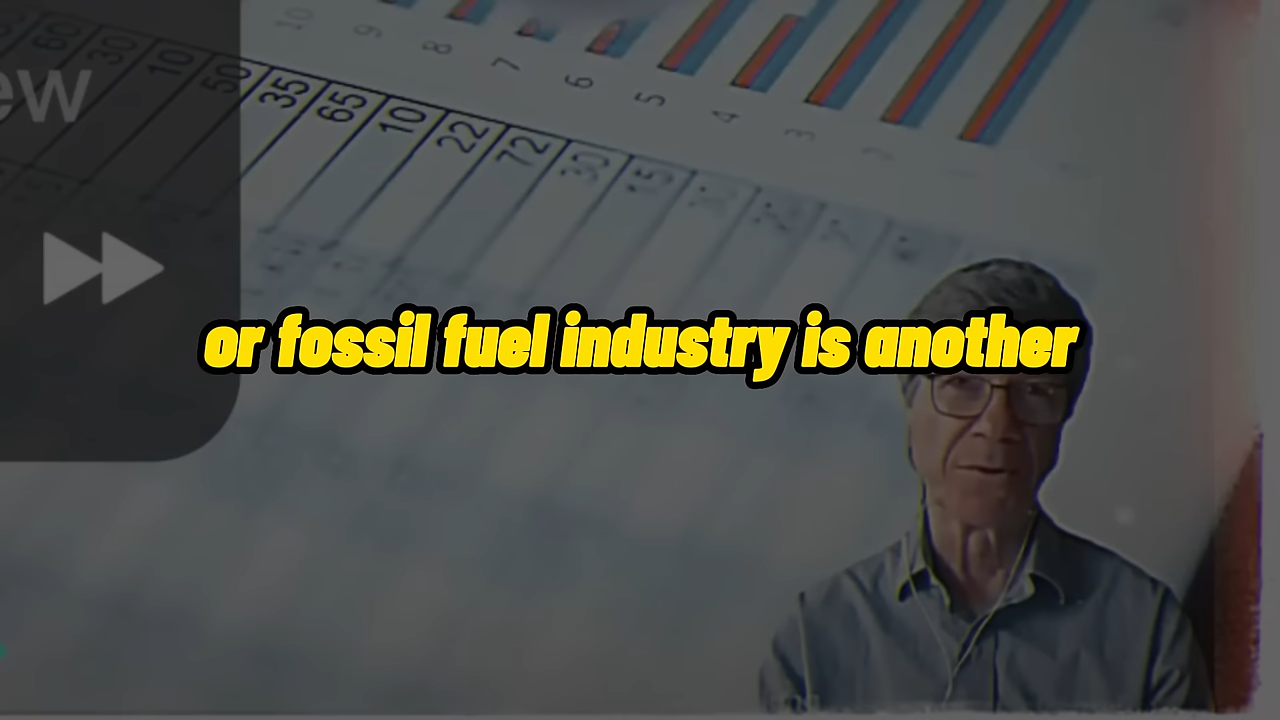 10 9 8 7 6 5 4 3 2
60 30 10 50 35 65 10 22 72 30 15
ew
or fossil fuel industry is another